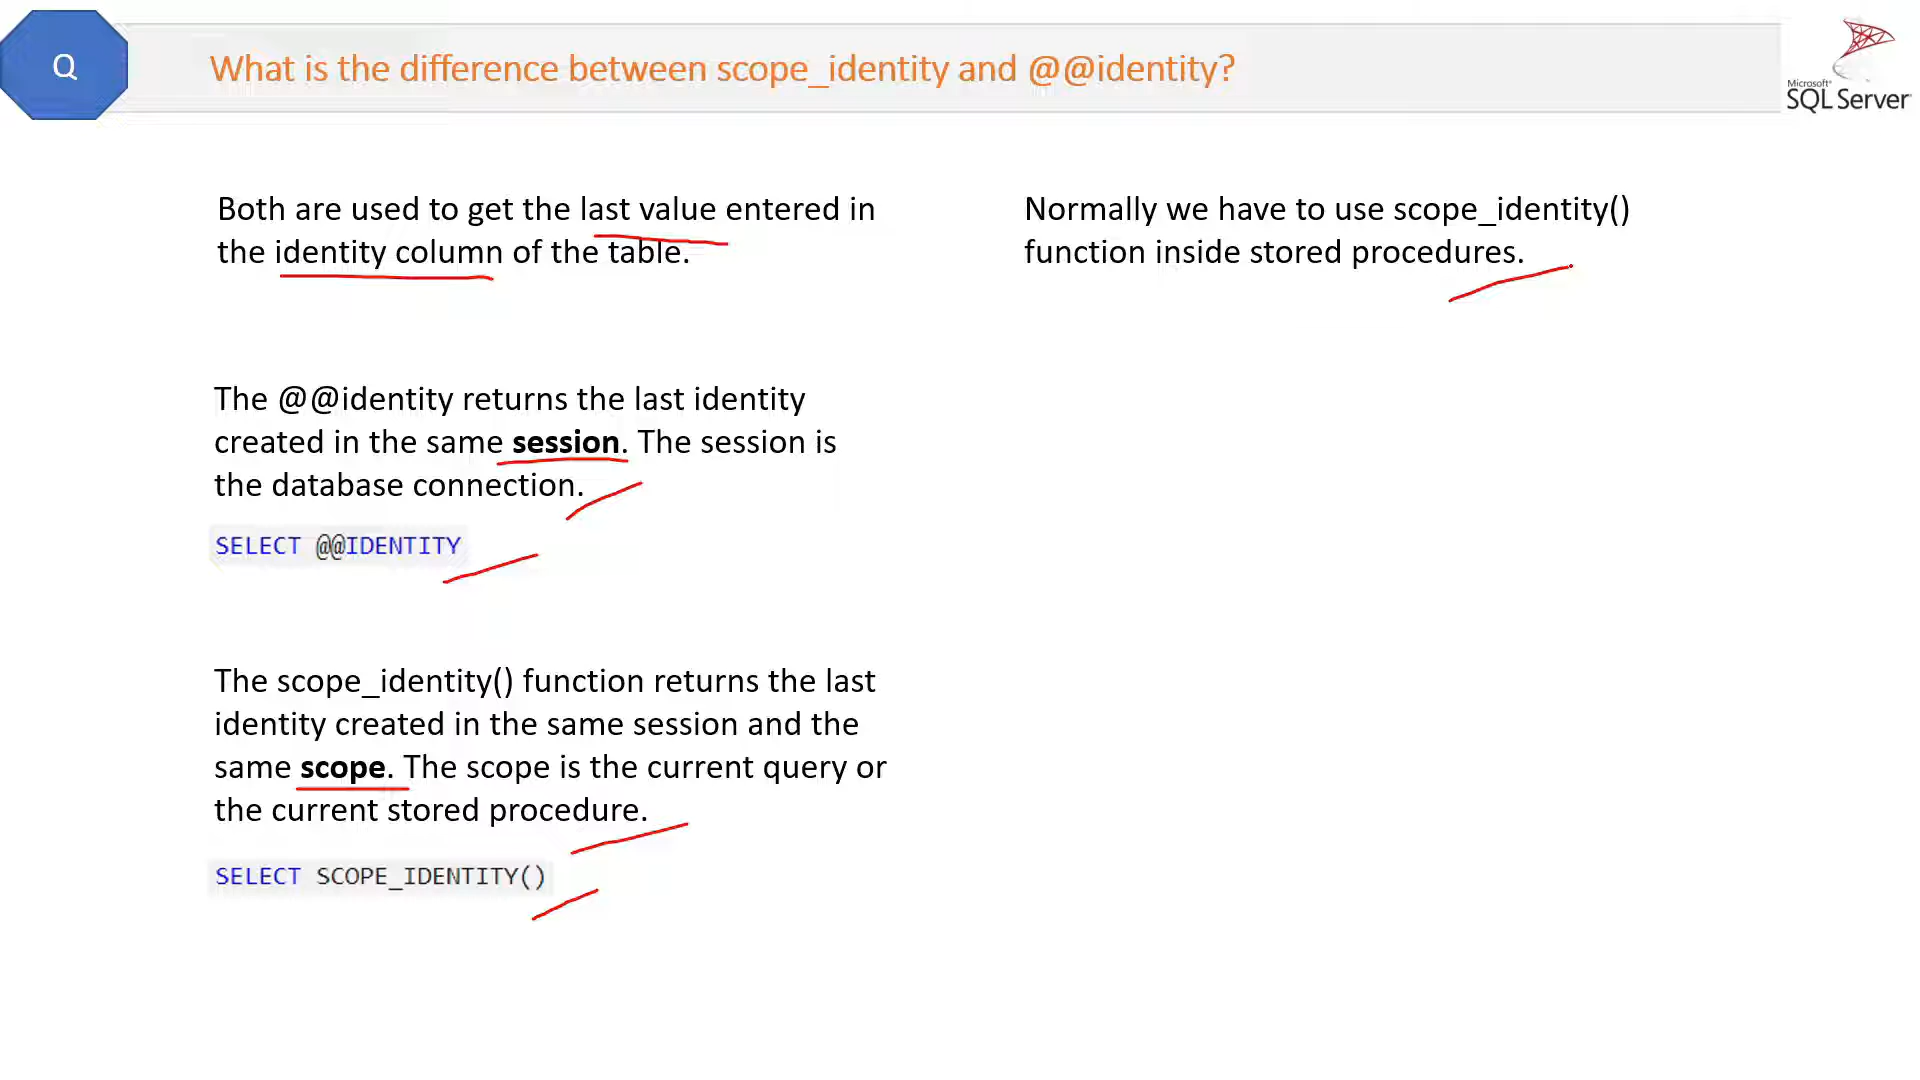 Q
What is the difference between scope_identity and @@identity?
Microsoft®
SQL Server
Both are used to get the last value entered in
the identity column of the table.
The @@identity returns the last identity
created in the same session. The session is
the database connection.
SELECT @@IDENTITY
The scope_identity() function returns the last
identity created in the same session and the
same scope. The scope is the current query or
the current stored procedure.
SELECT SCOPE_IDENTITY()
Normally we have to use scope_identity()
function inside stored procedures.